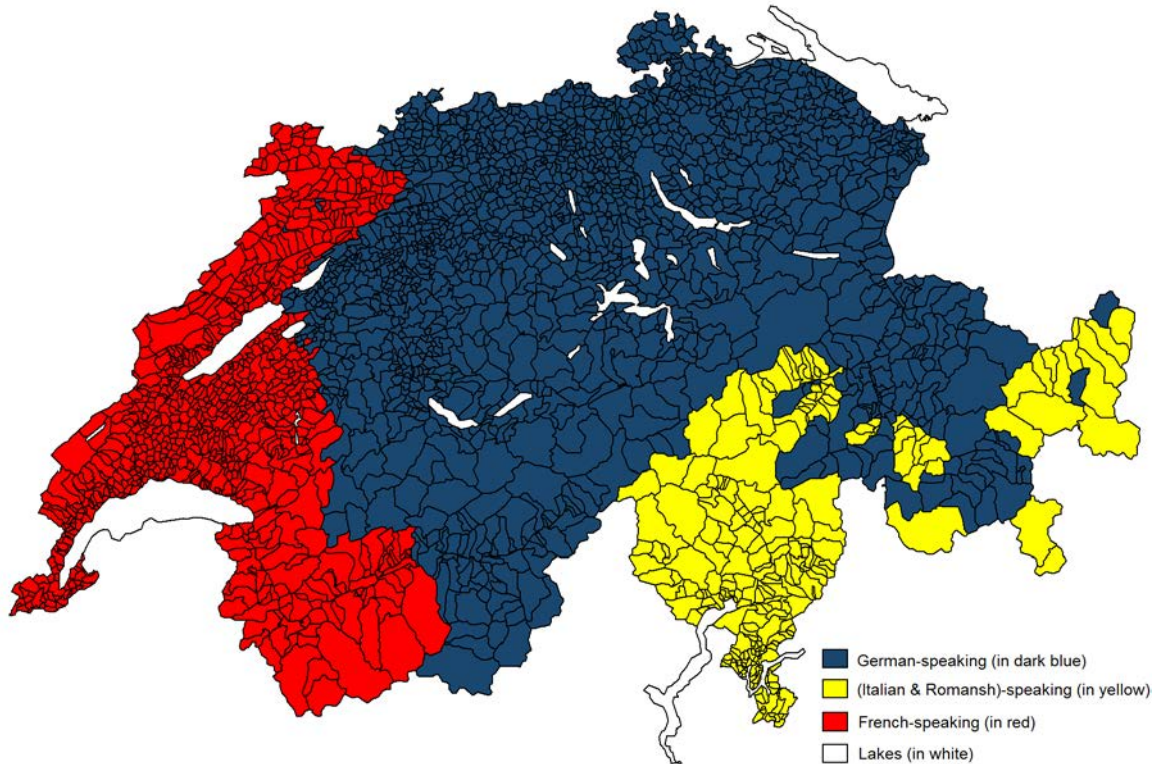 German-speaking (in dark blue)
(Italian & Romansh)-speaking (in yellow)
French-speaking (in red)
Lakes (in white)